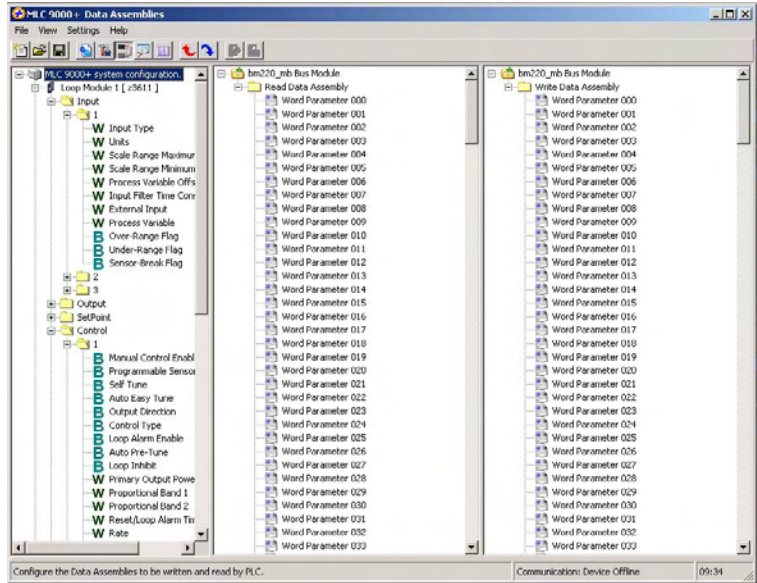 MLC 9000+ Data Assemblies
File View Settings Help
MLC 9000+ system configuration.
Loop Module 1 [ z3611 ]
Input
1
W Input Type
W Units
W Scale Range Maximur
W Scale Range Minimum
W Process Variable Offs
W Input Filter Time Cons
W External Input
W Process Variable
B Over-Range Flag
B Under-Range Flag
B Sensor-Break Flag
2
3
Output
SetPoint
Control
1
B Manual Control Enabl
B Programmable Sensor
B Self Tune
B Auto Easy Tune
B Output Direction
B Control Type
B Loop Alarm Enable
B Auto Pre-Tune
B Loop Inhibit
W Primary Output Powe
W Proportional Band 1
W Proportional Band 2
W Reset/Loop Alarm Tim
W Rate
bm220_mb Bus Module
Read Data Assembly
Word Parameter 000
Word Parameter 001
Word Parameter 002
Word Parameter 003
Word Parameter 004
Word Parameter 005
Word Parameter 006
Word Parameter 007
Word Parameter 008
Word Parameter 009
Word Parameter 010
Word Parameter 011
Word Parameter 012
Word Parameter 013
Word Parameter 014
Word Parameter 015
Word Parameter 016
Word Parameter 017
Word Parameter 018
Word Parameter 019
Word Parameter 020
Word Parameter 021
Word Parameter 022
Word Parameter 023
Word Parameter 024
Word Parameter 025
Word Parameter 026
Word Parameter 027
Word Parameter 028
Word Parameter 029
Word Parameter 030
Word Parameter 031
Word Parameter 032
Word Parameter 033
bm220_mb Bus Module
Write Data Assembly
Word Parameter 000
Word Parameter 001
Word Parameter 002
Word Parameter 003
Word Parameter 004
Word Parameter 005
Word Parameter 006
Word Parameter 007
Word Parameter 008
Word Parameter 009
Word Parameter 010
Word Parameter 011
Word Parameter 012
Word Parameter 013
Word Parameter 014
Word Parameter 015
Word Parameter 016
Word Parameter 017
Word Parameter 018
Word Parameter 019
Word Parameter 020
Word Parameter 021
Word Parameter 022
Word Parameter 023
Word Parameter 024
Word Parameter 025
Word Parameter 026
Word Parameter 027
Word Parameter 028
Word Parameter 029
Word Parameter 030
Word Parameter 031
Word Parameter 032
Word Parameter 033
Configure the Data Assemblies to be written and read by PLC.
Communication: Device Offline
09:34